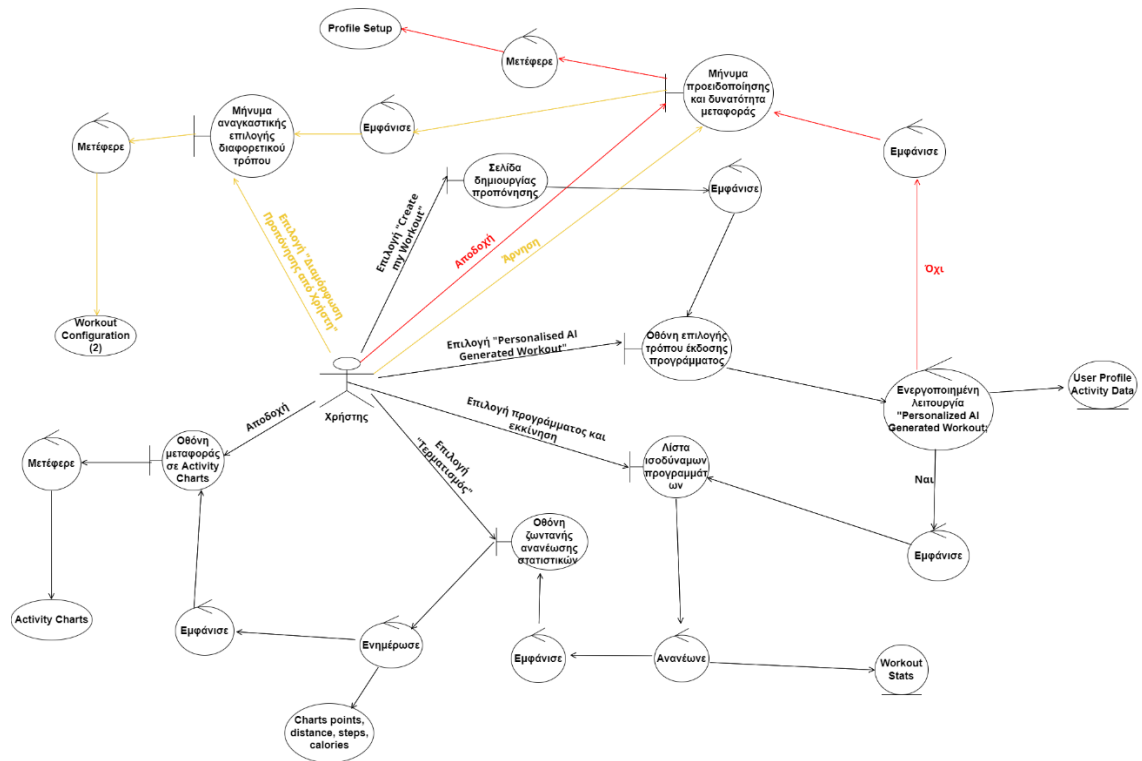 Profile Setup
Μετέφερε
Μήνυμα
προειδοποίησης
και δυνατότητα
μεταφοράς
Μήνυμα
αναγκαστικής
επιλογής
διαφορετικού
τρόπου
Εμφάνισε
Μετέφερε
Εμφάνισε
Σελίδα
δημιουργίας
προπόνησης
Εμφάνισε
Επιλογή "Create
my Workout"
Επιλογή "Διαμόρφωση
Προπόνησης από Χρήστη"
Αποδοχή
Άρνηση
Όχι
Workout
Configuration
(2)
Επιλογή "Personalised AI
Generated Workout"
Οθόνη επιλογής
τρόπου έκδοσης
προγράμματος
Χρήστης
Ενεργοποιημένη
λειτουργία
"Personalized AI
Generated Workout;
User Profile
Activity Data
Επιλογή προγράμματος και
εκκίνηση
Αποδοχή
Επιλογή
"Τερματισμός"
Οθόνη
μεταφοράς
σε Activity
Charts
Μετέφερε
Λίστα
ισοδύναμων
προγραμμάτ
ων
Ναι
Οθόνη
ζωντανής
ανανέωσης
στατιστικών
Εμφάνισε
Activity Charts
Εμφάνισε
Ενημέρωσε
Εμφάνισε
Ανανέωνε
Workout
Stats
Charts points,
distance, steps,
calories